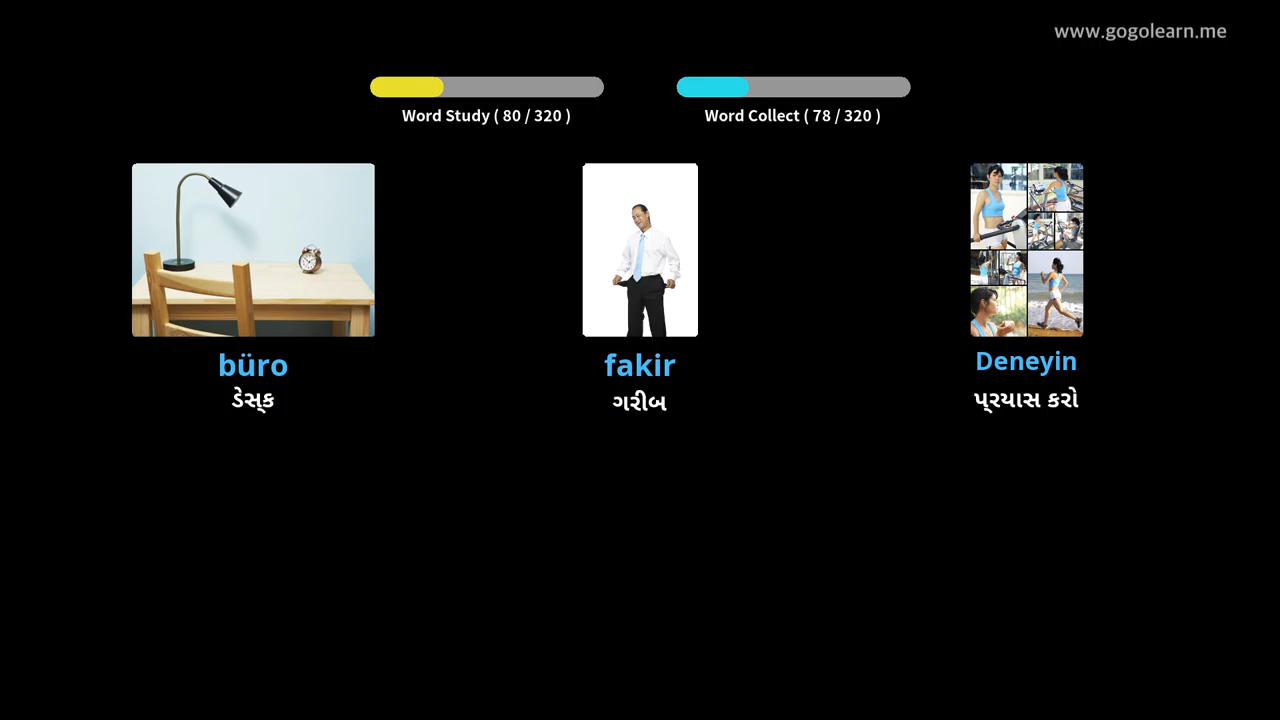 www.gogolearn.me
Word Study ( 80 / 320 )
Word Collect ( 78 / 320 )
büro
fakir
Deneyin
ડેસ્ક
ગરીબ
પ્રયાસ કરો